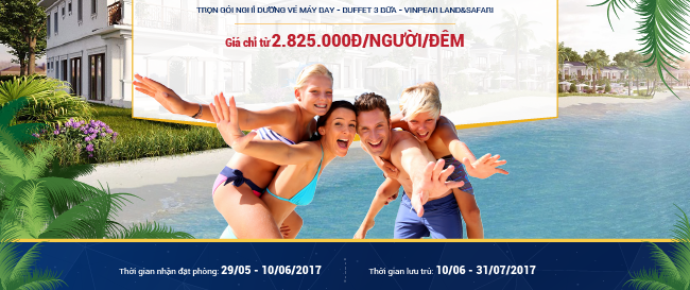 TRỌN GÓI NGHỈ DƯỠNG VÉ MÁY BAY - BUFFET 3 BỮA - VINPEARL LAND&SAFARI
Giá chỉ từ 2.825.000Đ/NGƯỜI/ĐÊM
Thời gian nhận đặt phòng: 29/05 - 10/06/2017
Thời gian lưu trú: 10/06 - 31/07/2017